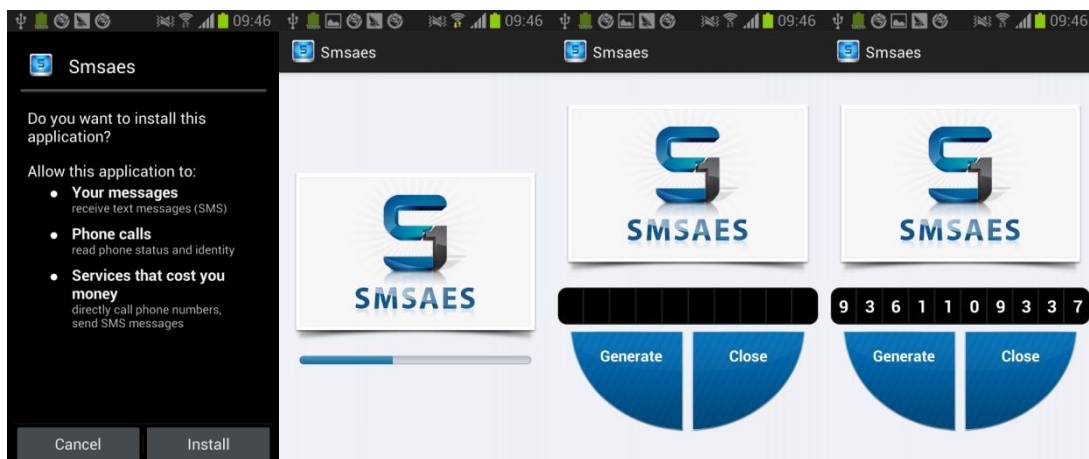 09:46
Smsaes
Do you want to install this
application?
Allow this application to:
Your messages
receive text messages (SMS)
Phone calls
read phone status and identity
Services that cost you
money
directly call phone numbers,
send SMS messages
Cancel Install
09:46
Smsaes
SMSAES
09:46
Smsaes
SMSAES
Generate Close
09:46
Smsaes
SMSAES
9 3 6 1 1 0 9 3 3 7
Generate Close